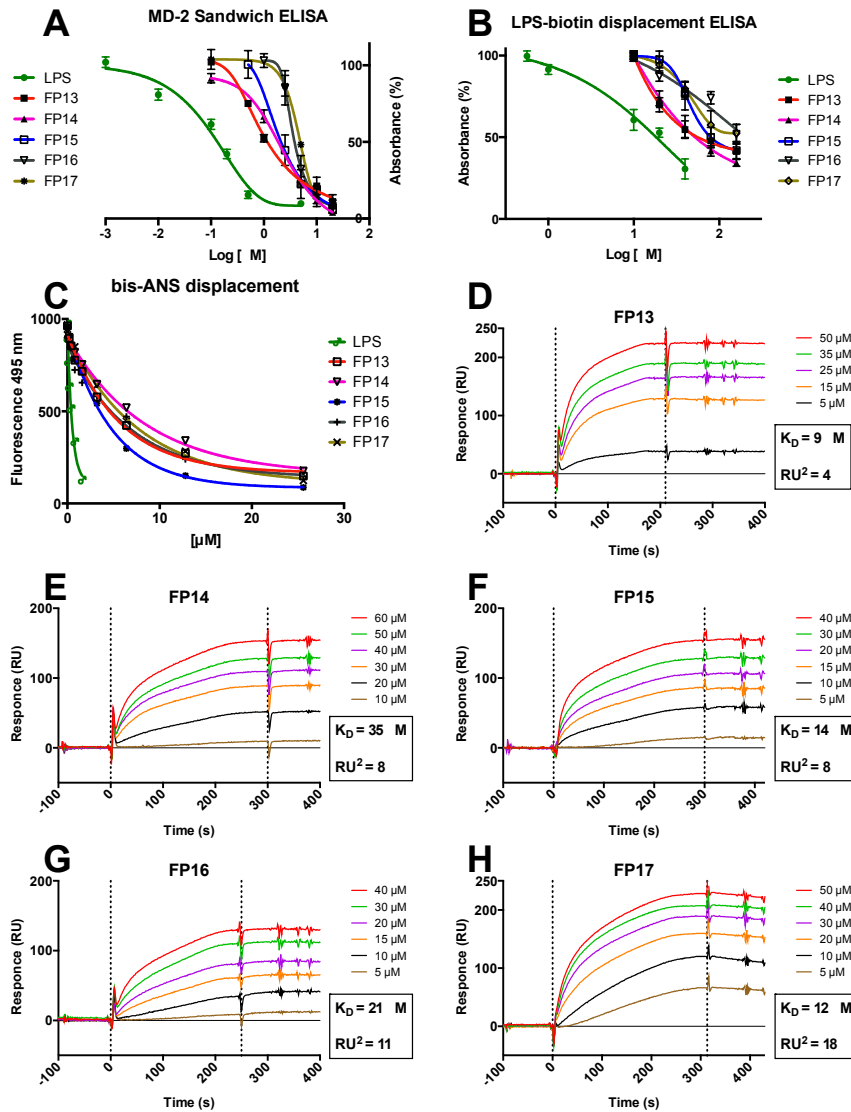 A
MD-2 Sandwich ELISA
LPS
FP13
FP14
FP15
FP16
FP17
100
50
0
Absorbance (%)
-3 -2 -1 0 1 2
Log [ M]
B
LPS-biotin displacement ELISA
Absorbance (%)
100
50
0
0 1 2
Log [ M]
LPS
FP13
FP14
FP15
FP16
FP17
C
bis-ANS displacement
Fluorescence 495 nm
1000
500
0
0 10 20 30
[µM]
LPS
FP13
FP14
FP15
FP16
FP17
D
FP13
Responce (RU)
250
200
100
0
-100 0 100 200 300 400
Time (s)
50 µM
35 µM
25 µM
15 µM
5 µM
K_D = 9 M
RU² = 4
E
FP14
Responce (RU)
200
100
0
-100 0 100 200 300 400
Time (s)
60 µM
50 µM
40 µM
30 µM
20 µM
10 µM
K_D = 35 M
RU² = 8
F
FP15
Responce (RU)
200
100
0
-100 0 100 200 300 400
Time (s)
40 µM
30 µM
20 µM
15 µM
10 µM
5 µM
K_D = 14 M
RU² = 8
G
FP16
Responce (RU)
200
100
0
-100 0 100 200 300 400
Time (s)
40 µM
30 µM
20 µM
15 µM
10 µM
5 µM
K_D = 21 M
RU² = 11
H
FP17
Responce (RU)
250
200
100
0
-100 0 100 200 300 400
Time (s)
50 µM
40 µM
30 µM
20 µM
10 µM
5 µM
K_D = 12 M
RU² = 18